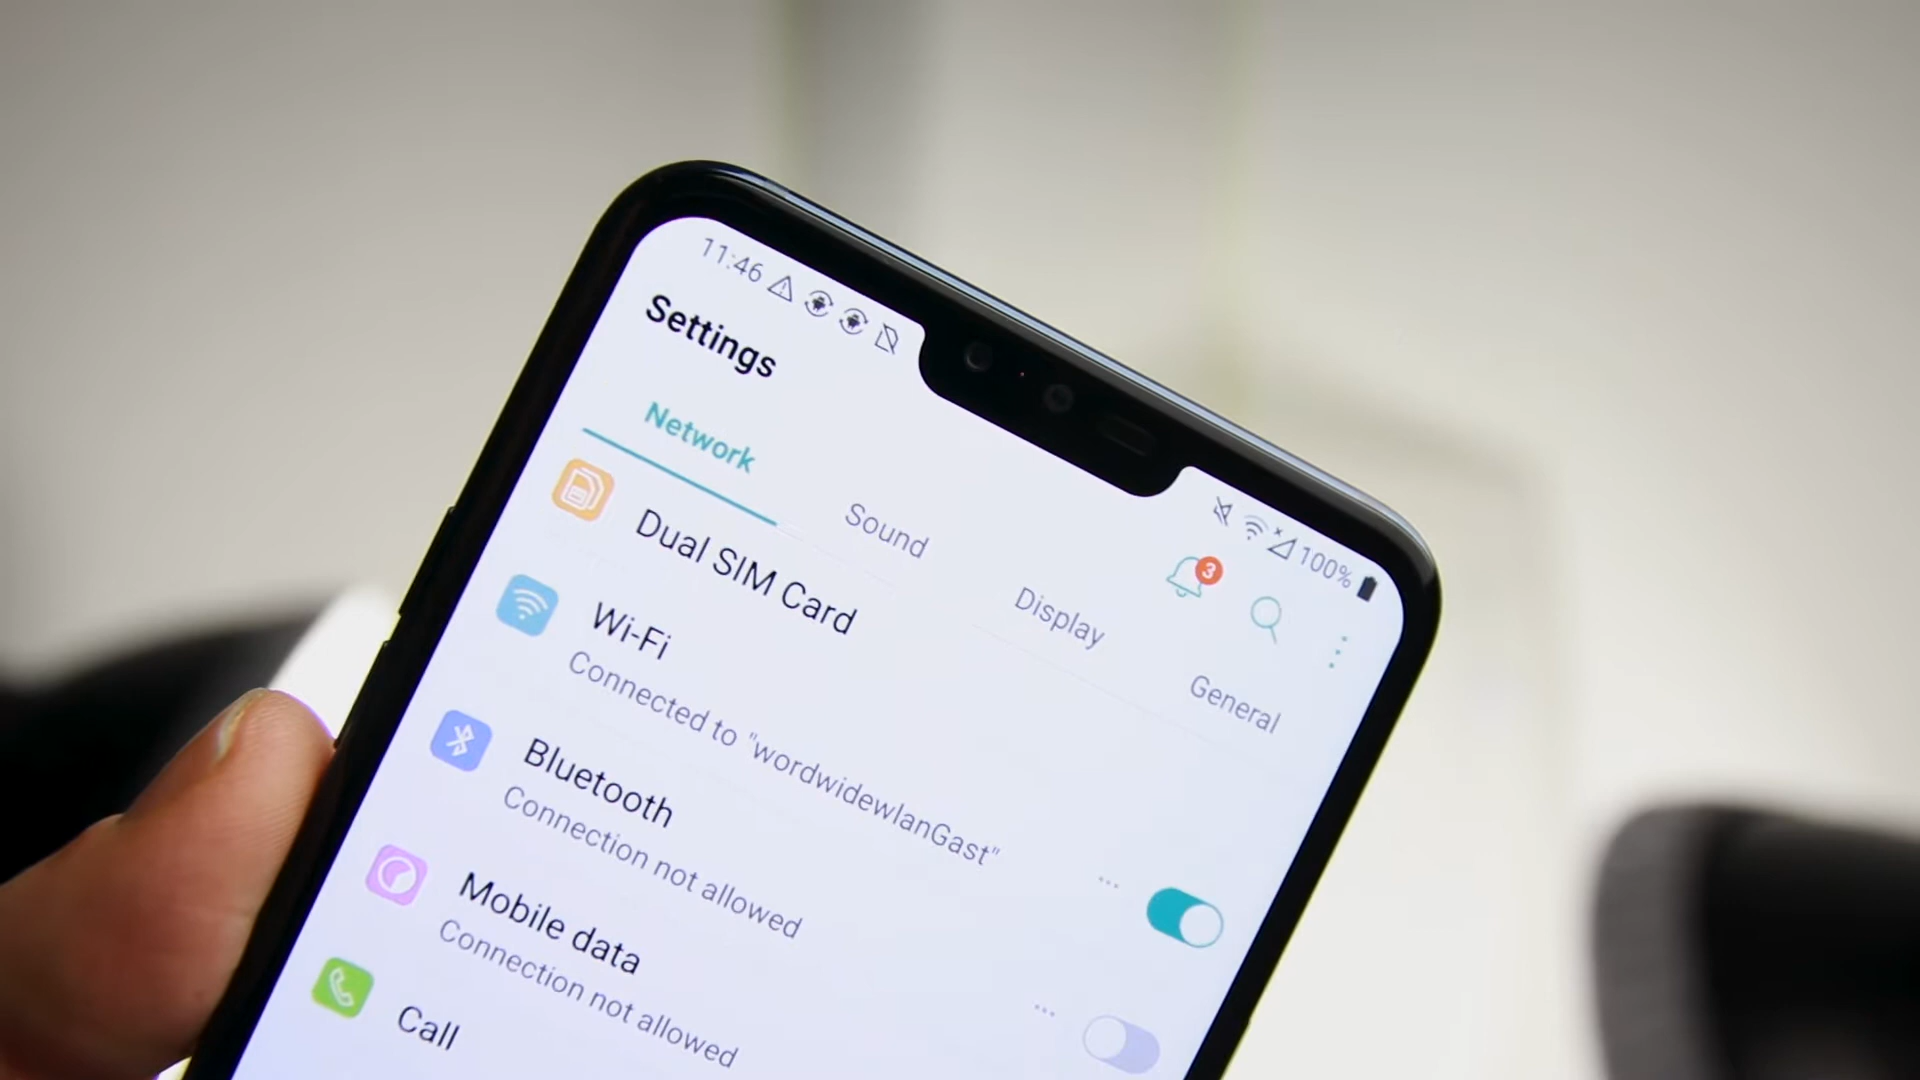 11:46
100%
Settings
3
Network
Sound
Display
General
Dual SIM Card
Wi-Fi
Connected to "wordwidewlanGast"
Bluetooth
Connection not allowed
Mobile data
Connection not allowed
Call